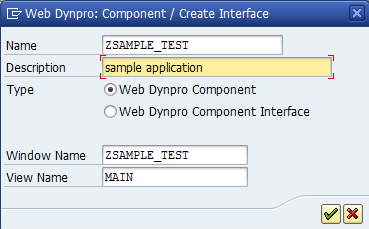 Web Dynpro: Component / Create Interface
Name ZSAMPLE_TEST
Description sample application
Type Web Dynpro Component
Web Dynpro Component Interface
Window Name ZSAMPLE_TEST
View Name MAIN